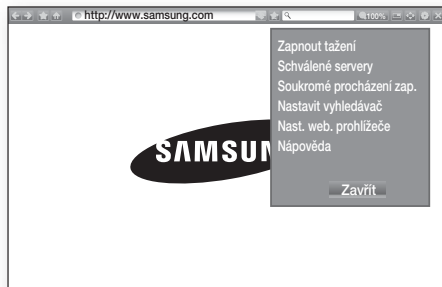 http://www.samsung.com
100%
Zapnout tažení
Schválené servery
Soukromé procházení zap.
Nastavit vyhledávač
Nast. web. prohlížeče
Nápověda
SAMSUN
Zavřít